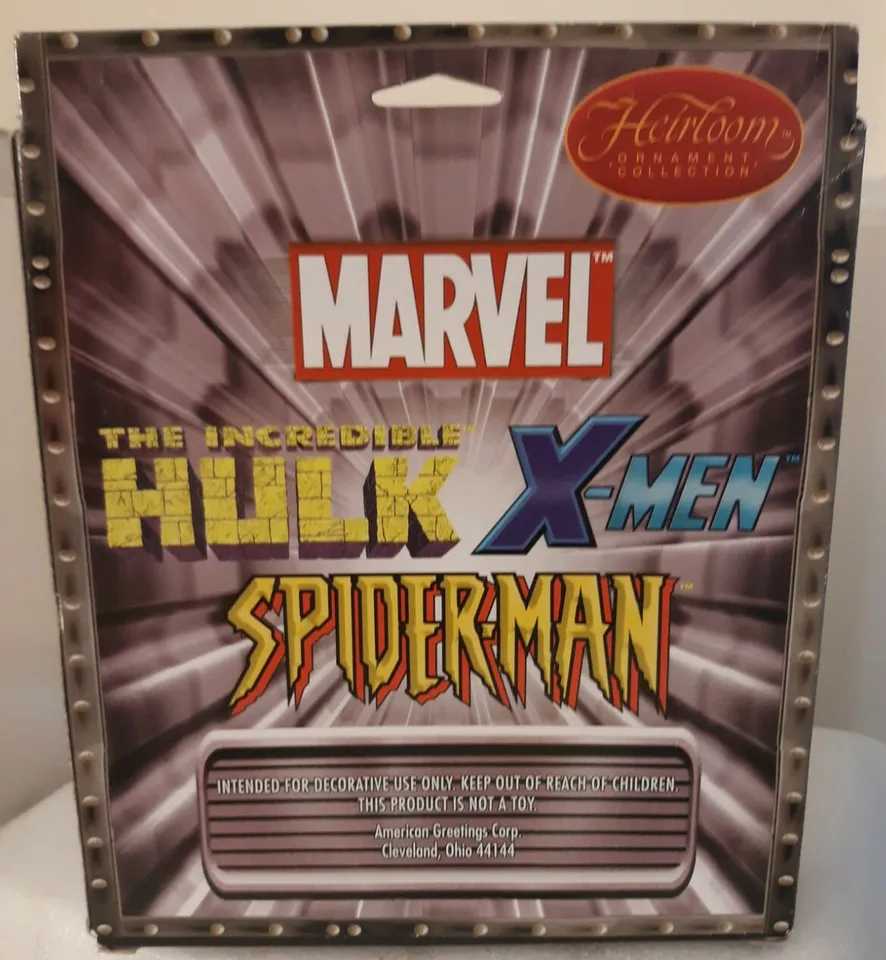 Heirloom™
ORNAMENT
COLLECTION
MARVEL™
THE INCREDIBLE™
HULK
X-MEN™
SPIDER-MAN™
INTENDED FOR DECORATIVE USE ONLY. KEEP OUT OF REACH OF CHILDREN.
THIS PRODUCT IS NOT A TOY.
American Greetings Corp.
Cleveland, Ohio 44144